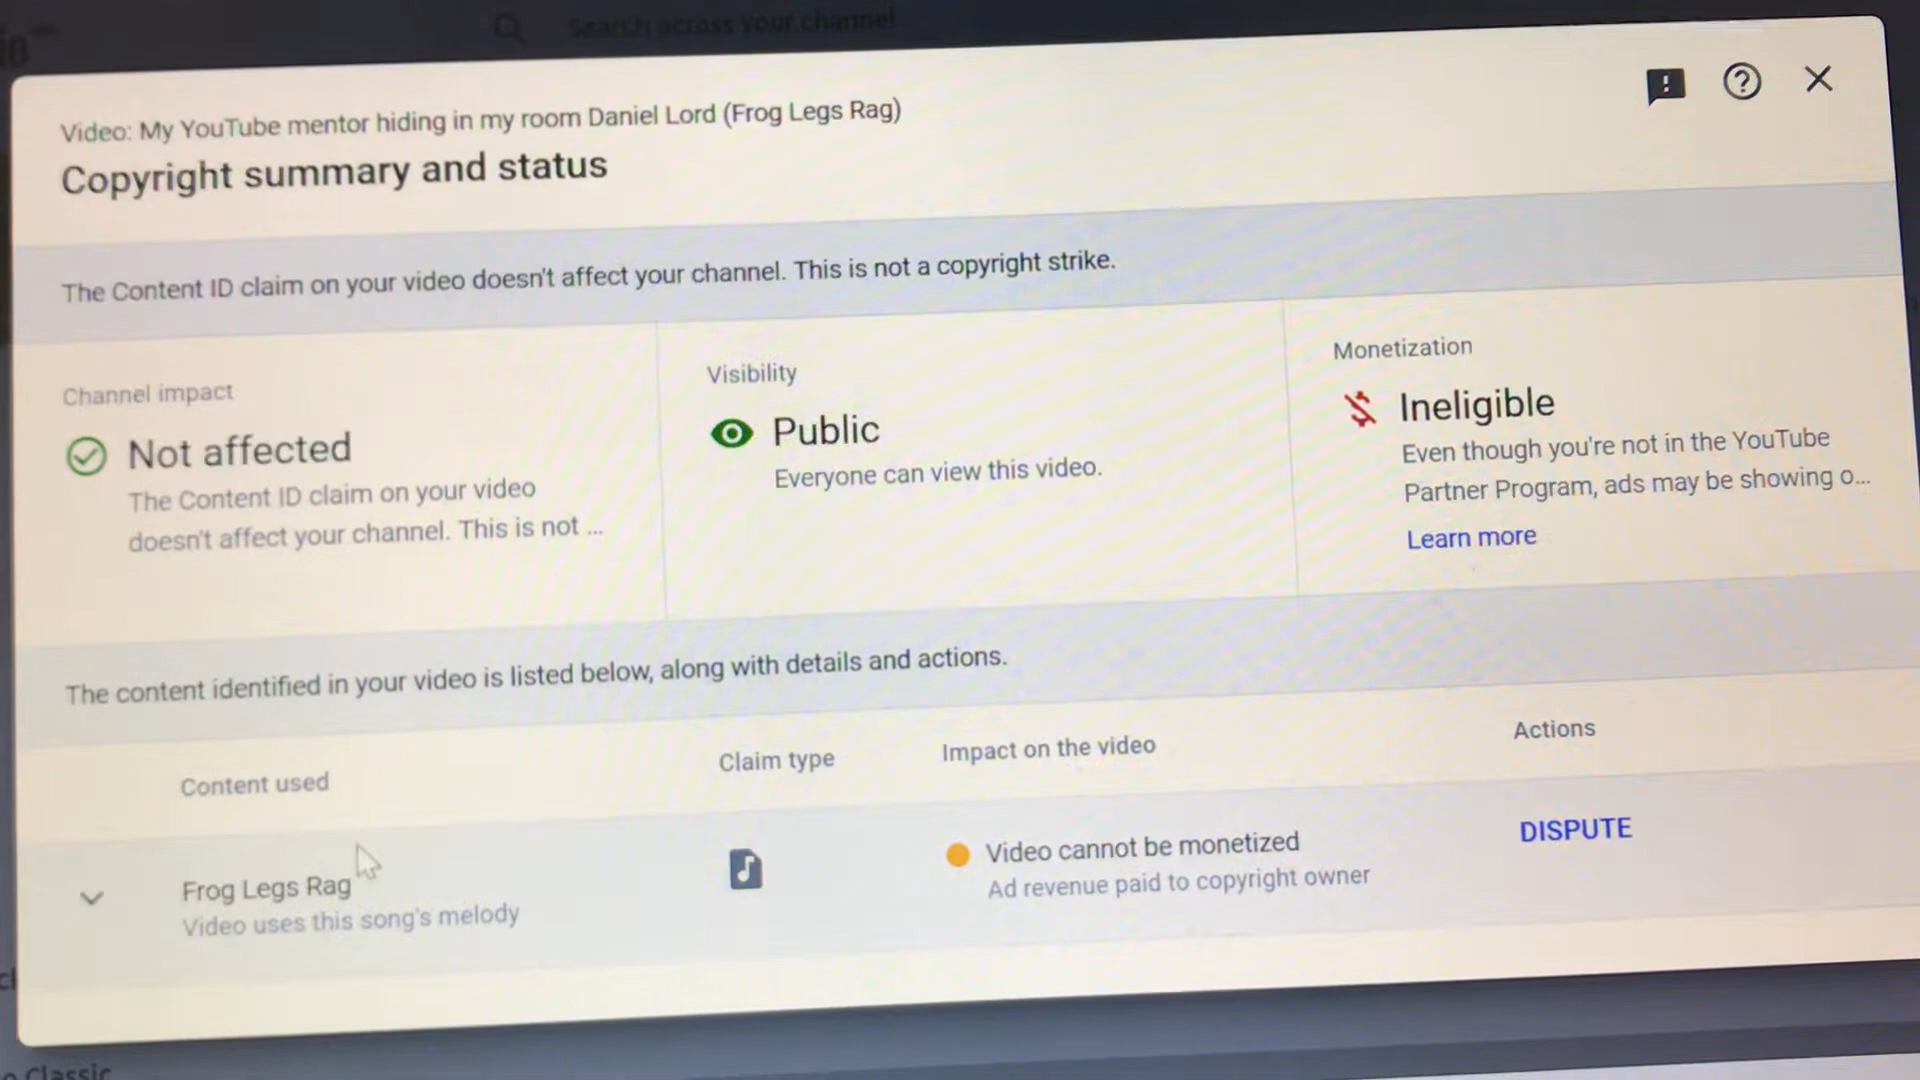 Search across your channel
Video: My YouTube mentor hiding in my room Daniel Lord (Frog Legs Rag)
Copyright summary and status
The Content ID claim on your video doesn't affect your channel. This is not a copyright strike.
Channel impact
Not affected
The Content ID claim on your video
doesn't affect your channel. This is not ...
Visibility
Public
Everyone can view this video.
Monetization
Ineligible
Even though you're not in the YouTube
Partner Program, ads may be showing o...
Learn more
The content identified in your video is listed below, along with details and actions.
Content used
Claim type
Impact on the video
Actions
Frog Legs Rag
Video uses this song's melody
Video cannot be monetized
Ad revenue paid to copyright owner
DISPUTE
Classic